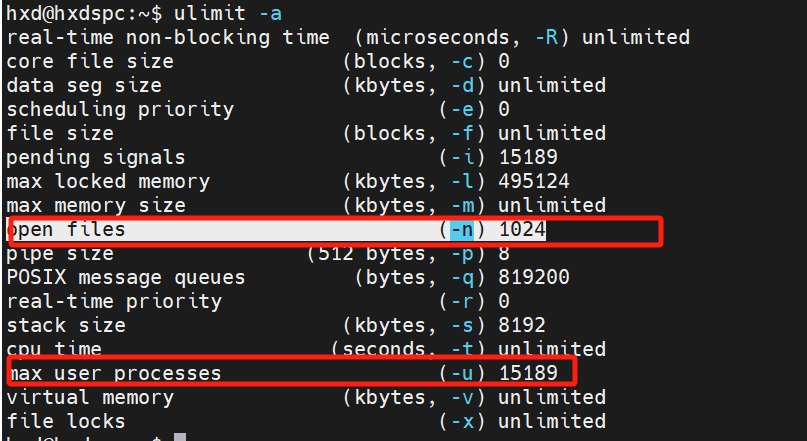 hxd@hxdspc:~$ ulimit -a
real-time non-blocking time  (microseconds, -R) unlimited
core file size              (blocks, -c) 0
data seg size               (kbytes, -d) unlimited
scheduling priority                 (-e) 0
file size                   (blocks, -f) unlimited
pending signals                     (-i) 15189
max locked memory           (kbytes, -l) 495124
max memory size             (kbytes, -m) unlimited
open files                          (-n) 1024
pipe size                (512 bytes, -p) 8
POSIX message queues         (bytes, -q) 819200
real-time priority                  (-r) 0
stack size                  (kbytes, -s) 8192
cpu time                   (seconds, -t) unlimited
max user processes                  (-u) 15189
virtual memory              (kbytes, -v) unlimited
file locks                          (-x) unlimited
hxd@hxdspc:~$